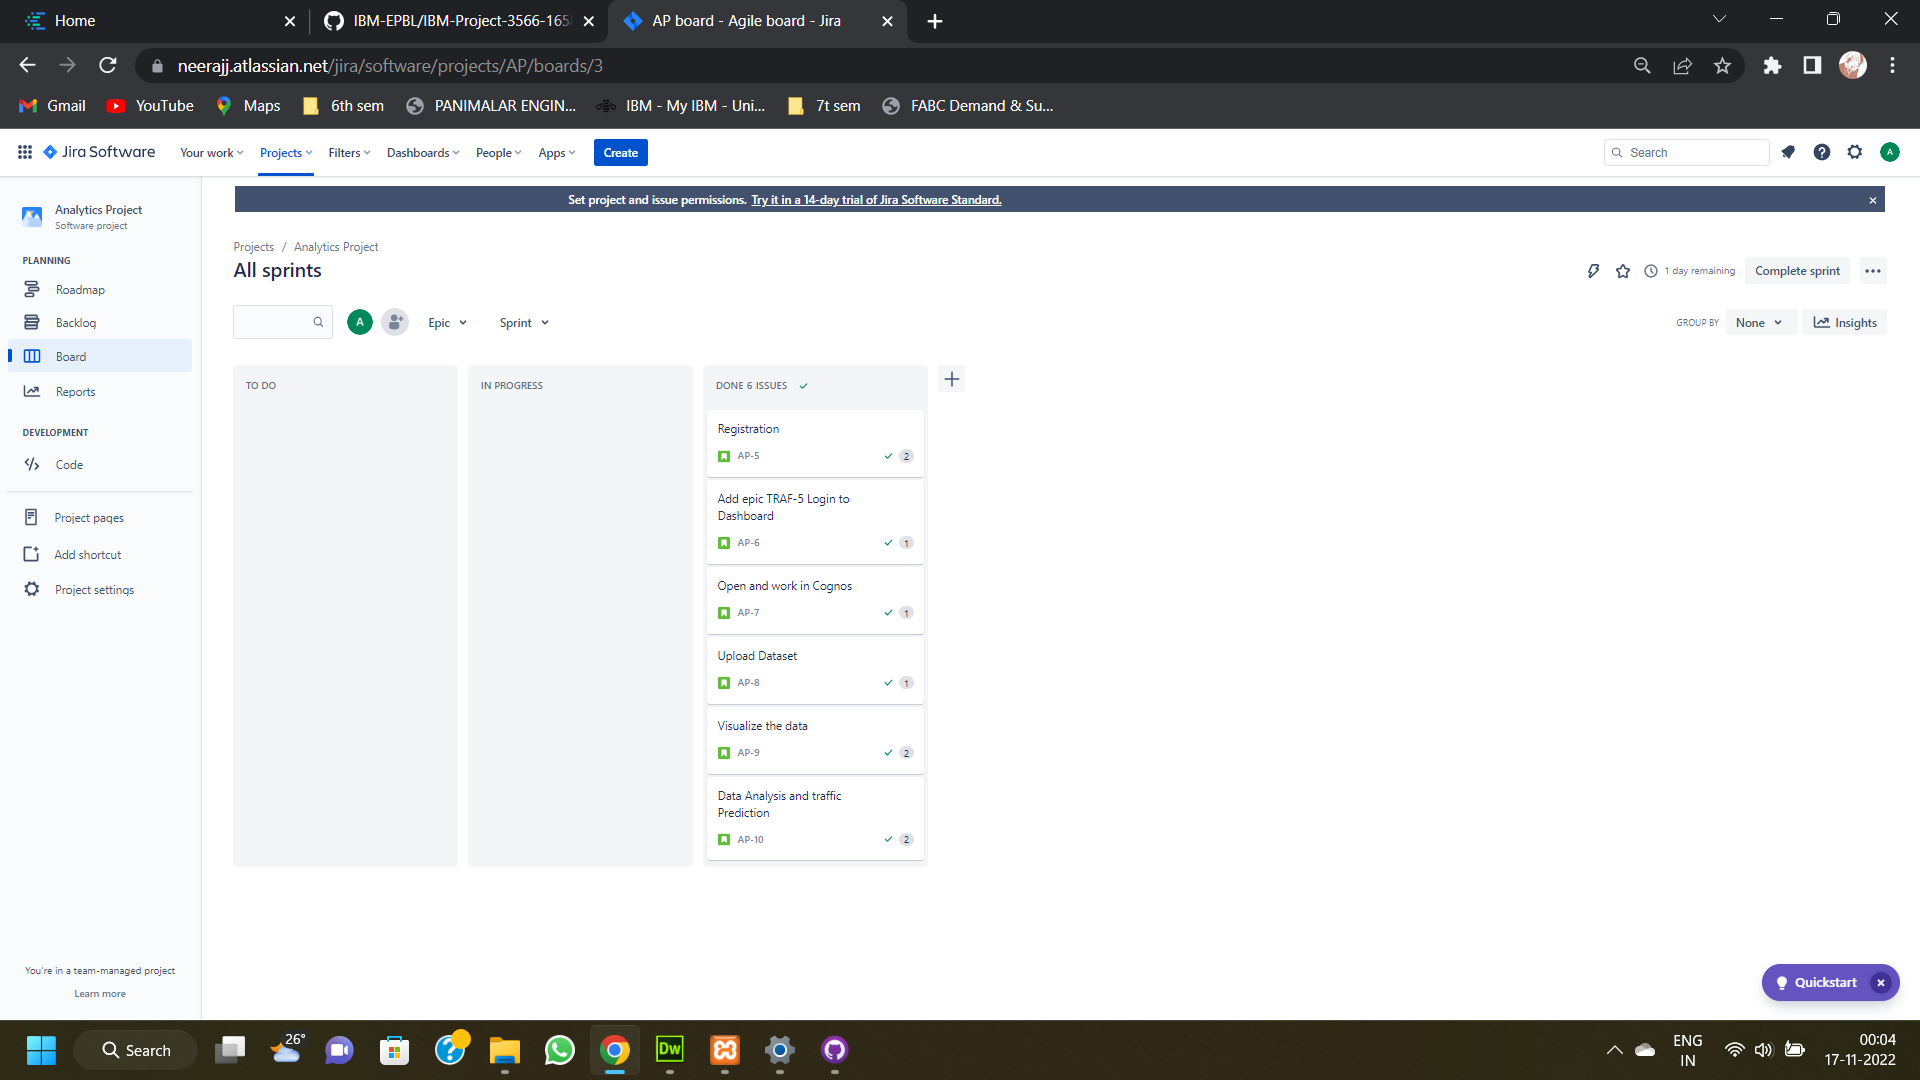 Home
IBM-EPBL/IBM-Project-3566-165
AP board - Agile board - Jira
neerajj.atlassian.net/jira/software/projects/AP/boards/3
Gmail YouTube Maps 6th sem PANIMALAR ENGIN... IBM - My IBM - Uni... 7t sem FABC Demand & Su...
Jira Software Your work Projects Filters Dashboards People Apps Create Search A
Set project and issue permissions. Try it in a 14-day trial of Jira Software Standard.
Analytics Project
Software project
PLANNING
Roadmap
Backlog
Board
Reports
DEVELOPMENT
Code
Project pages
Add shortcut
Project settings
You're in a team-managed project
Learn more
Projects / Analytics Project
All sprints
1 day remaining Complete sprint
A Epic Sprint
GROUP BY None Insights
TO DO
IN PROGRESS
DONE 6 ISSUES
Registration
AP-5 2
Add epic TRAF-5 Login to
Dashboard
AP-6 1
Open and work in Cognos
AP-7 1
Upload Dataset
AP-8 1
Visualize the data
AP-9 2
Data Analysis and traffic
Prediction
AP-10 2
Quickstart
Search
26°
Dw
ENG
IN
00:04
17-11-2022